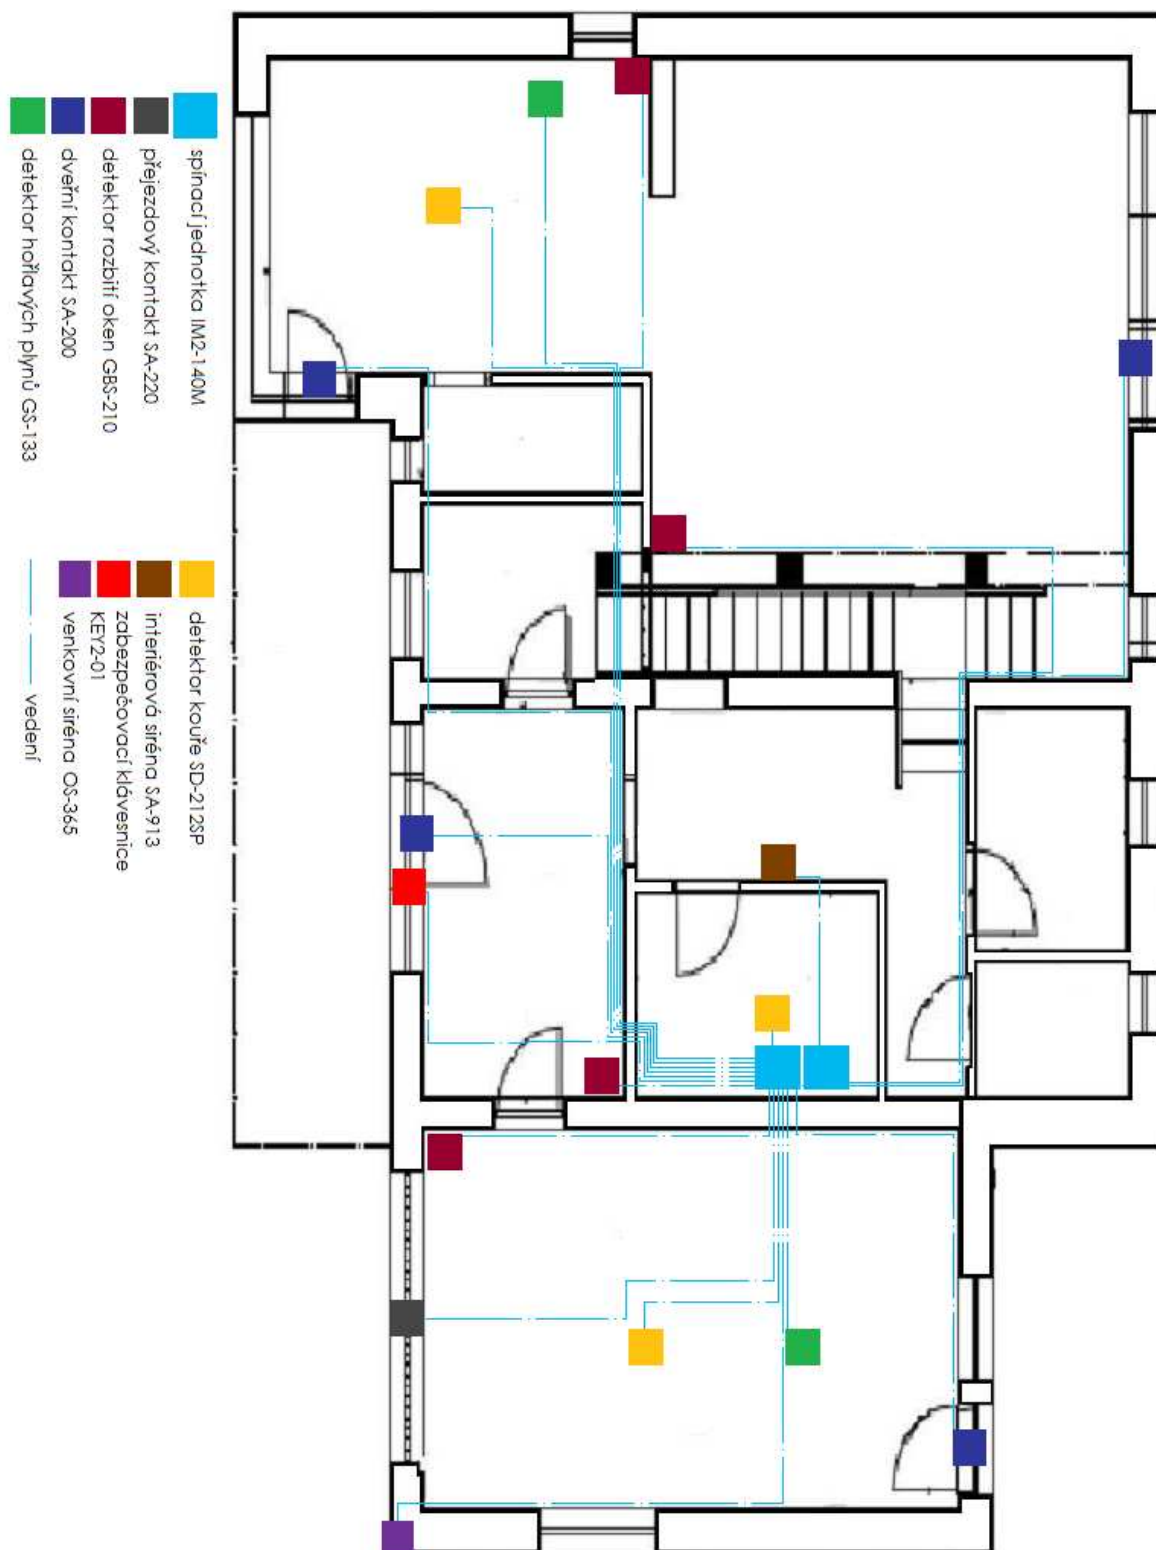 spínací jednotka IM2-140M
přejezdový kontakt SA-220
detektor rozbití oken GBS-210
dveřní kontakt SA-200
detektor hořlavých plynů GS-133
detektor kouře SD-212SP
interiérová siréna SA-913
zabezpečovací klávesnice
KEY2-01
venkovní siréna OS-365
vedení